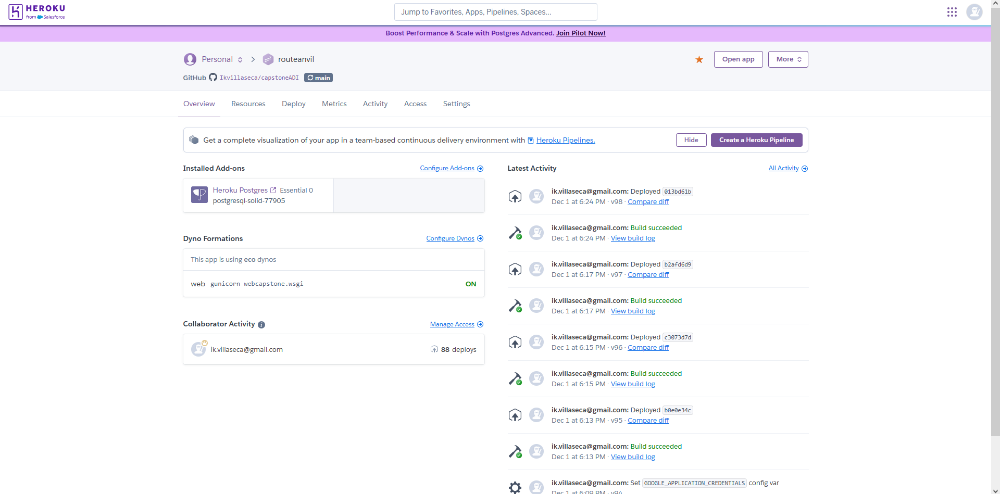 HEROKU
from Salesforce
Jump to Favorites, Apps, Pipelines, Spaces...
Boost Performance & Scale with Postgres Advanced. Join Pilot Now!
Personal
routeanvil
Open app
More
GitHub Ikvillaseca/capstoneADI main
Overview Resources Deploy Metrics Activity Access Settings
Get a complete visualization of your app in a team-based continuous delivery environment with Heroku Pipelines.
Hide
Create a Heroku Pipeline
Installed Add-ons
Configure Add-ons
Heroku Postgres Essential 0
postgresql-solid-77905
Dyno Formations
Configure Dynos
This app is using eco dynos
web gunicorn webcapstone.wsgi ON
Collaborator Activity
Manage Access
ik.villaseca@gmail.com
88 deploys
Latest Activity
All Activity
ik.villaseca@gmail.com: Deployed 013bd61b
Dec 1 at 6:24 PM · v98 · Compare diff
ik.villaseca@gmail.com: Build succeeded
Dec 1 at 6:24 PM · View build log
ik.villaseca@gmail.com: Deployed b2afd6d9
Dec 1 at 6:17 PM · v97 · Compare diff
ik.villaseca@gmail.com: Build succeeded
Dec 1 at 6:17 PM · View build log
ik.villaseca@gmail.com: Deployed c3073d7d
Dec 1 at 6:15 PM · v96 · Compare diff
ik.villaseca@gmail.com: Build succeeded
Dec 1 at 6:15 PM · View build log
ik.villaseca@gmail.com: Deployed b0e0e34c
Dec 1 at 6:13 PM · v95 · Compare diff
ik.villaseca@gmail.com: Build succeeded
Dec 1 at 6:13 PM · View build log
ik.villaseca@gmail.com: Set GOOGLE_APPLICATION_CREDENTIALS config var
Dec 1 at 6:09 PM · v94